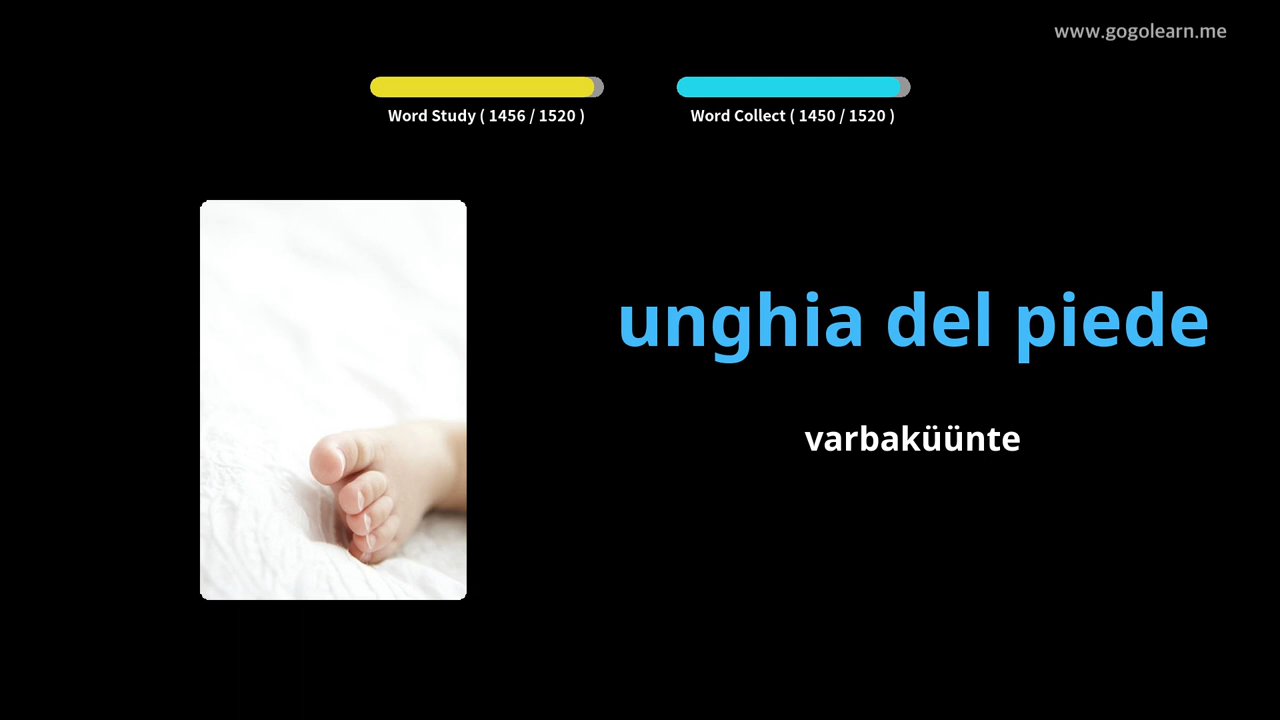 www.gogolearn.me
Word Study ( 1456 / 1520 )
Word Collect ( 1450 / 1520 )
unghia del piede
varbaküünte